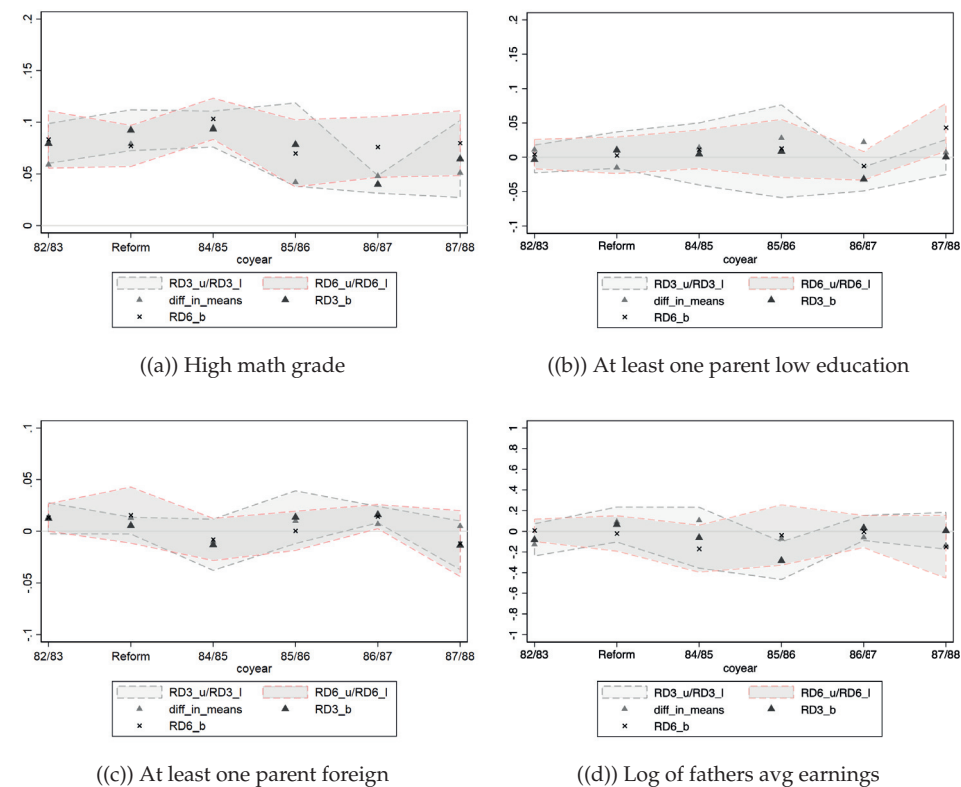 .2
.15
.1
.05
0
82/83 Reform 84/85 85/86 86/87 87/88
coyear
RD3_u/RD3_l RD6_u/RD6_l
diff_in_means RD3_b
RD6_b
((a)) High math grade
.2
.15
.1
.05
0
-.05
-.1
82/83 Reform 84/85 85/86 86/87 87/88
coyear
RD3_u/RD3_l RD6_u/RD6_l
diff_in_means RD3_b
RD6_b
((b)) At least one parent low education
.1
.05
0
-.05
-.1
82/83 Reform 84/85 85/86 86/87 87/88
coyear
RD3_u/RD3_l RD6_u/RD6_l
diff_in_means RD3_b
RD6_b
((c)) At least one parent foreign
1
.8
.6
.4
.2
0
-.2
-.4
-.6
-.8
-1
82/83 Reform 84/85 85/86 86/87 87/88
coyear
RD3_u/RD3_l RD6_u/RD6_l
diff_in_means RD3_b
RD6_b
((d)) Log of fathers avg earnings